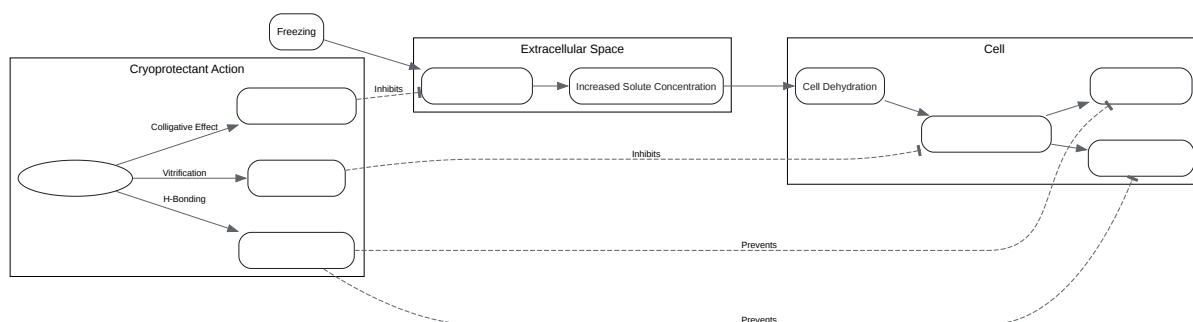 Freezing
Extracellular Space
Cell
Cryoprotectant Action
Increased Solute Concentration
Cell Dehydration
Inhibits
Colligative Effect
Inhibits
Vitrification
H-Bonding
Prevents
Prevents